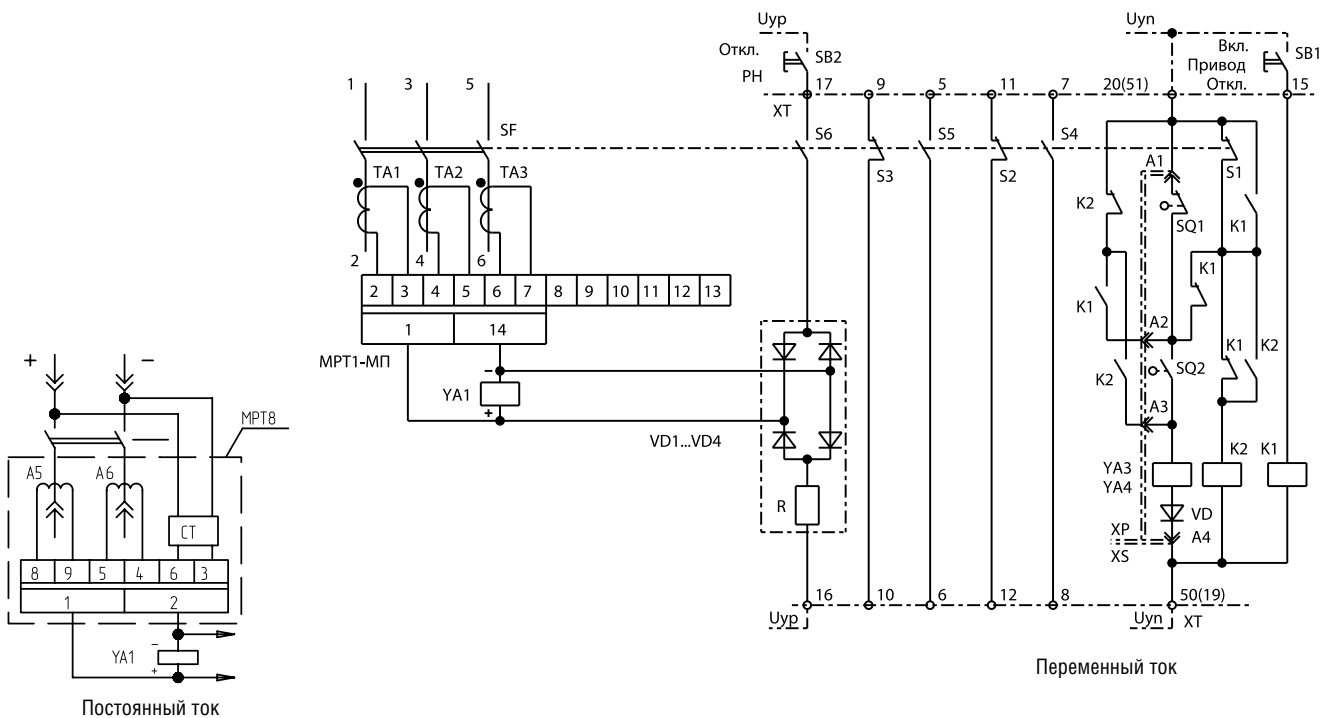 Uyp
Uyn
Откл.
SB2
Вкл.
SB1
РН
Привод
17
9
5
11
7
20(51)
Откл.
15
XT
1
3
5
SF
S6
S5
S4
TA1
TA2
TA3
S3
S2
A1
S1
K2
SQ1
K1
2
4
6
K1
2
3
4
5
6
7
8
9
10
11
12
13
K1
1
14
A2
МРТ1-МП
K1
K2
+
−
−
YA1
K2
SQ2
+
A3
МРТ8
VD1...VD4
A5
A6
YA3
YA4
K2
K1
R
VD
СТ
XP
A4
XS
8
9
5
4
6
3
1
2
16
10
6
12
8
50(19)
Uyp
Uyn
XT
−
YA1
+
Переменный ток
Постоянный ток